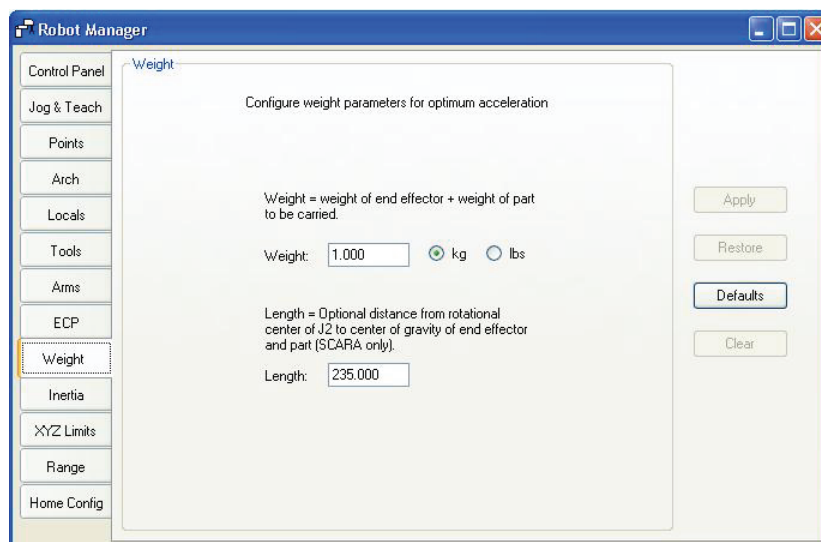 Robot Manager
Control Panel
Jog & Teach
Points
Arch
Locals
Tools
Arms
ECP
Weight
Inertia
XYZ Limits
Range
Home Config
Weight
Configure weight parameters for optimum acceleration
Weight = weight of end effector + weight of part
to be carried.
Weight: 1.000 kg lbs
Length = Optional distance from rotational
center of J2 to center of gravity of end effector
and part (SCARA only).
Length: 235.000
Apply
Restore
Defaults
Clear